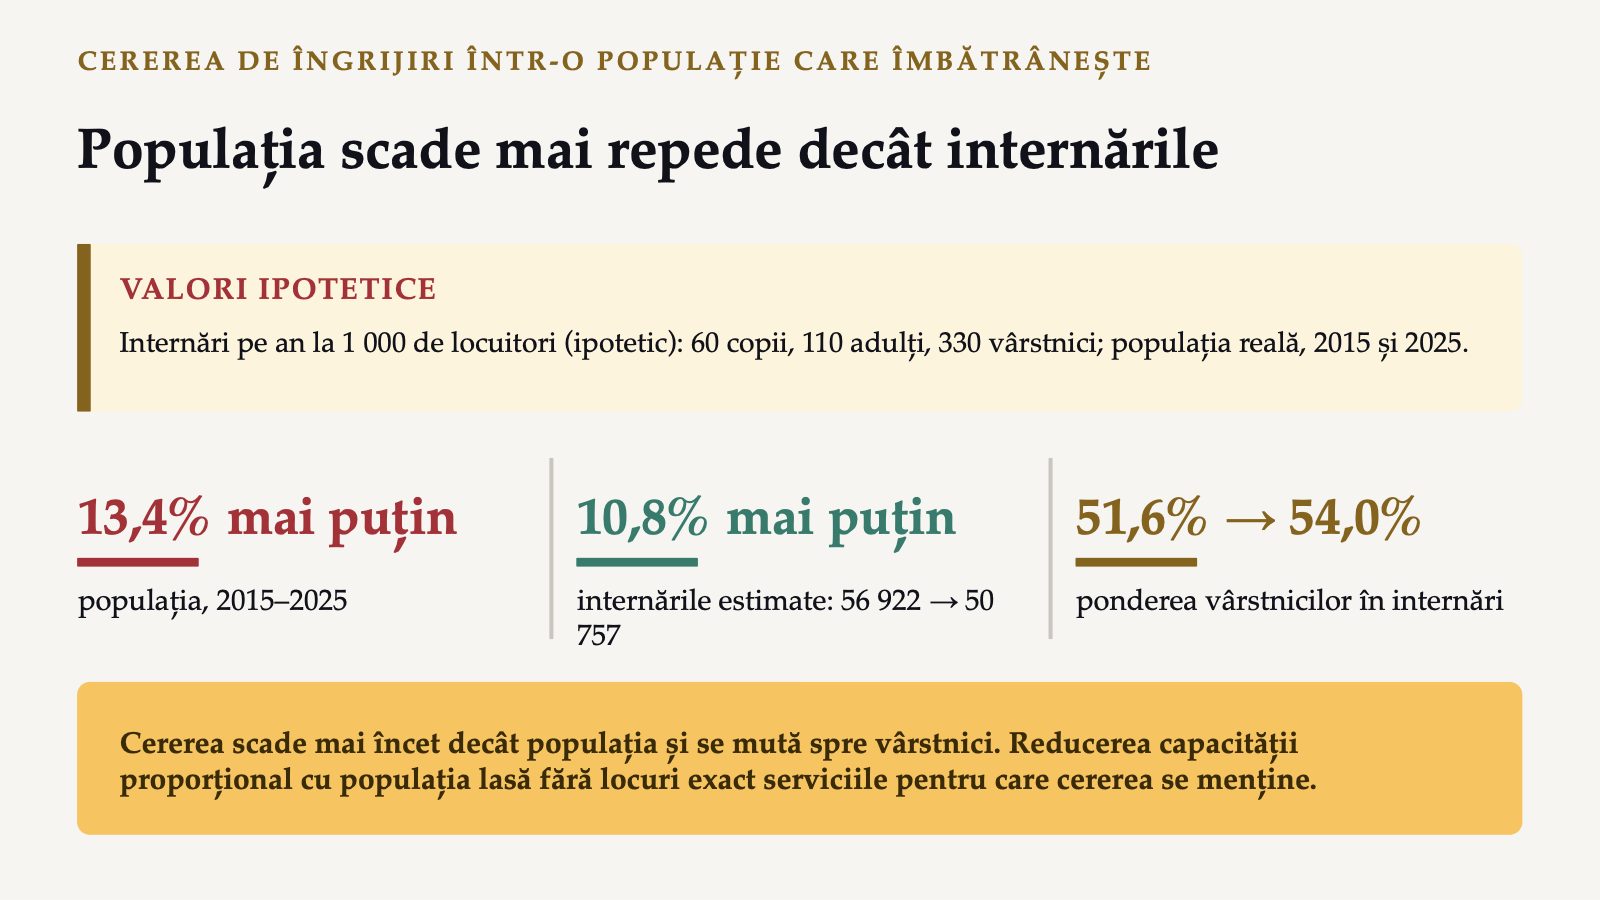 CEREREA DE ÎNGRIJIRI ÎNTR-O POPULAȚIE CARE ÎMBĂTRÂNEȘTE
Populația scade mai repede decât internările
VALORI IPOTETICE
Internări pe an la 1 000 de locuitori (ipotetic): 60 copii, 110 adulți, 330 vârstnici; populația reală, 2015 și 2025.
13,4% mai puțin
populația, 2015–2025
10,8% mai puțin
internările estimate: 56 922 → 50
757
51,6% → 54,0%
ponderea vârstnicilor în internări
Cererea scade mai încet decât populația și se mută spre vârstnici. Reducerea capacității
proporțional cu populația lasă fără locuri exact serviciile pentru care cererea se menține.